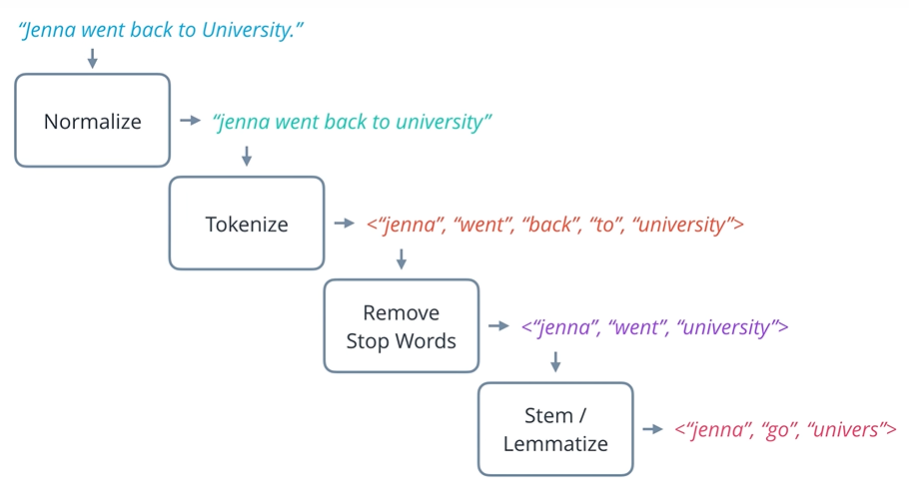 “Jenna went back to University.”
Normalize
“jenna went back to university”
Tokenize
<“jenna”, “went”, “back”, “to”, “university”>
Remove
Stop Words
<“jenna”, “went”, “university”>
Stem /
Lemmatize
<“jenna”, “go”, “univers”>